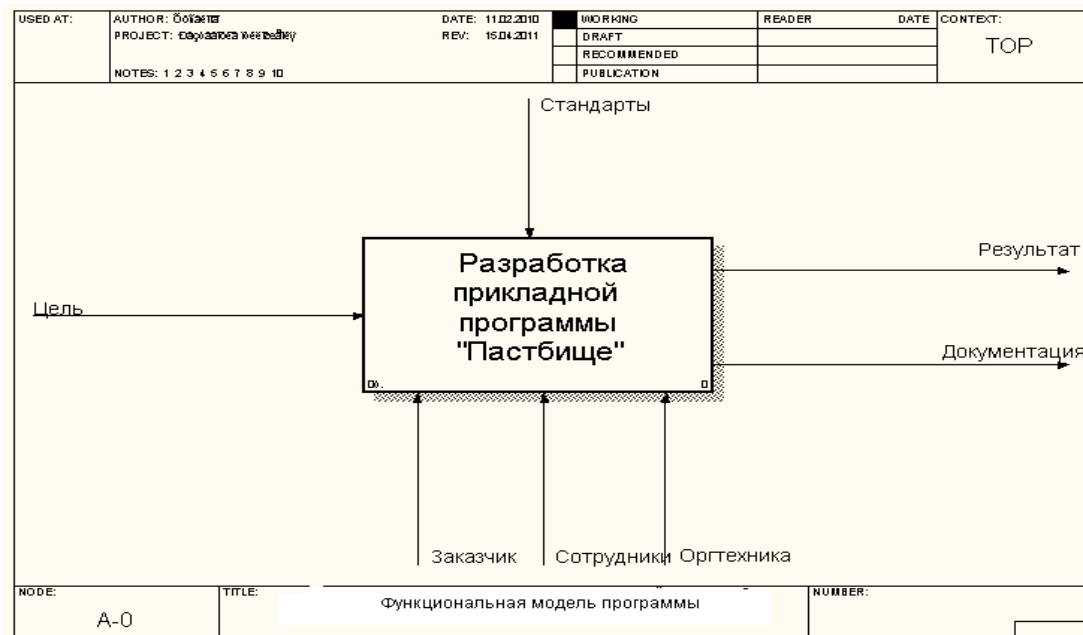 USED AT:
AUTHOR:
DATE: 11.02.2010
WORKING
READER DATE
CONTEXT:
PROJECT:
REV: 15.04.2011
DRAFT
TOP
RECOMMENDED
NOTES: 1 2 3 4 5 6 7 8 9 10
PUBLICATION
Стандарты
Результат
Разработка
прикладной
программы
"Пастбище"
Цель
Документация
0
Заказчик
Сотрудники
Оргтехника
NODE:
TITLE:
NUMBER:
Функциональная модель программы
A-0